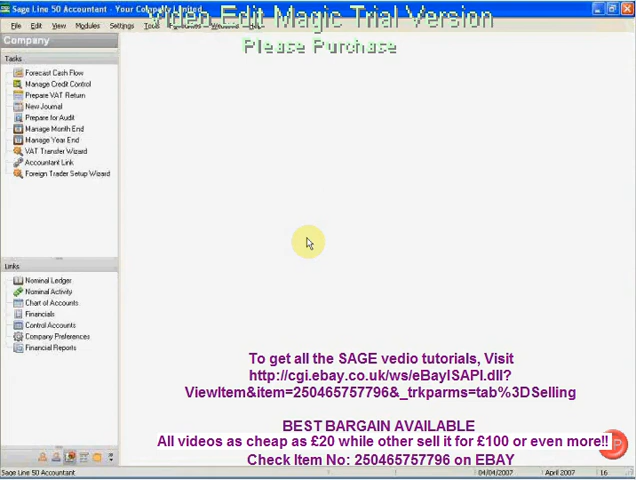 Sage Line 50 Accountant - Your Company Limited
Video Edit Magic Trial Version
Please Purchase
File Edit View Modules Settings Tools
Company
Tasks
Forecast Cash Flow
Manage Credit Control
Prepare VAT Return
New Journal
Prepare for Audit
Manage Month End
Manage Year End
VAT Transfer Wizard
Accountant Link
Foreign Trader Setup Wizard
Links
Nominal Ledger
Nominal Activity
Chart of Accounts
Financials
Control Accounts
Company Preferences
Financial Reports
To get all the SAGE vedio tutorials, Visit
http://cgi.ebay.co.uk/ws/eBayISAPI.dll?
ViewItem&item=250465757796&_trkparms=tab%3DSelling
BEST BARGAIN AVAILABLE
All videos as cheap as £20 while other sell it for £100 or even more!!
Check Item No: 250465757796 on EBAY
Sage Line 50 Accountant 04/04/2007 April 2007 16